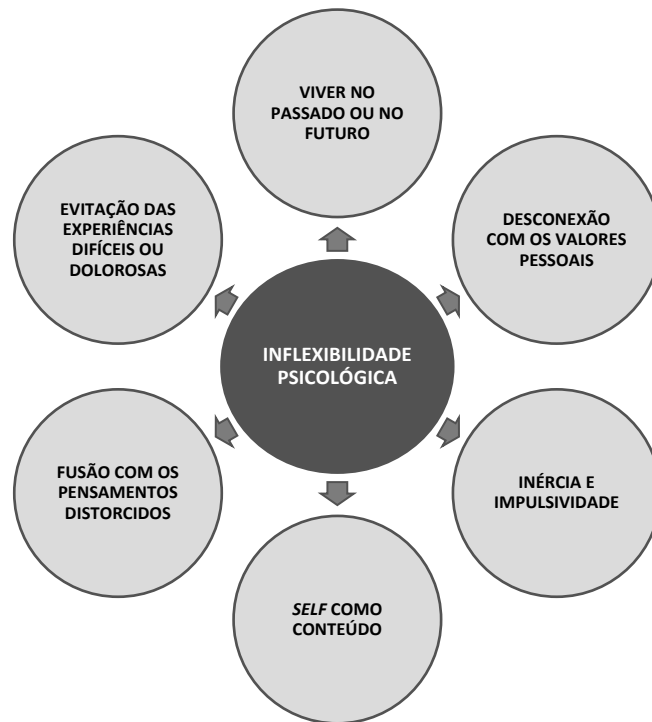 VIVER NO
PASSADO OU NO
FUTURO
EVITAÇÃO DAS
EXPERIÊNCIAS
DIFÍCEIS OU
DOLOROSAS
DESCONEXÃO
COM OS VALORES
PESSOAIS
INFLEXIBILIDADE
PSICOLÓGICA
FUSÃO COM OS
PENSAMENTOS
DISTORCIDOS
INÉRCIA E
IMPULSIVIDADE
SELF COMO
CONTEÚDO